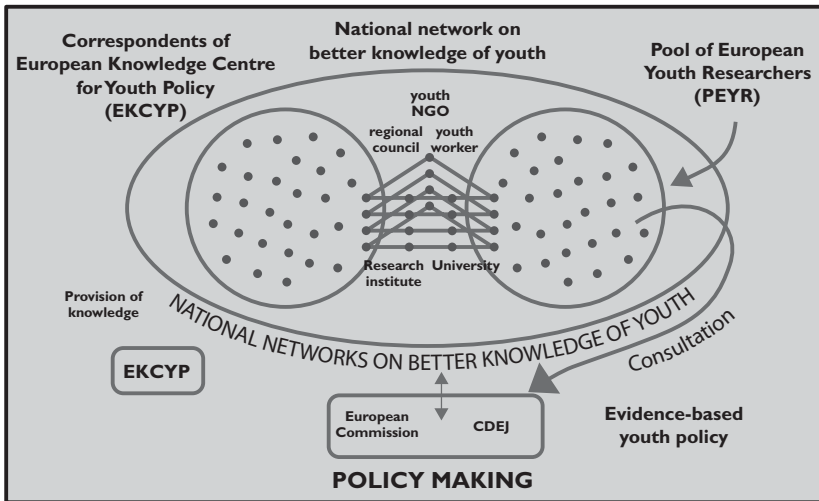 National network on
better knowledge of youth
Correspondents of
European Knowledge Centre
for Youth Policy
(EKCYP)
Pool of European
Youth Researchers
(PEYR)
youth
NGO
regional youth
council worker
Research University
institute
Provision of
knowledge
NATIONAL NETWORKS ON BETTER KNOWLEDGE OF YOUTH
Consultation
EKCYP
European
Commission
CDEJ
Evidence-based
youth policy
POLICY MAKING